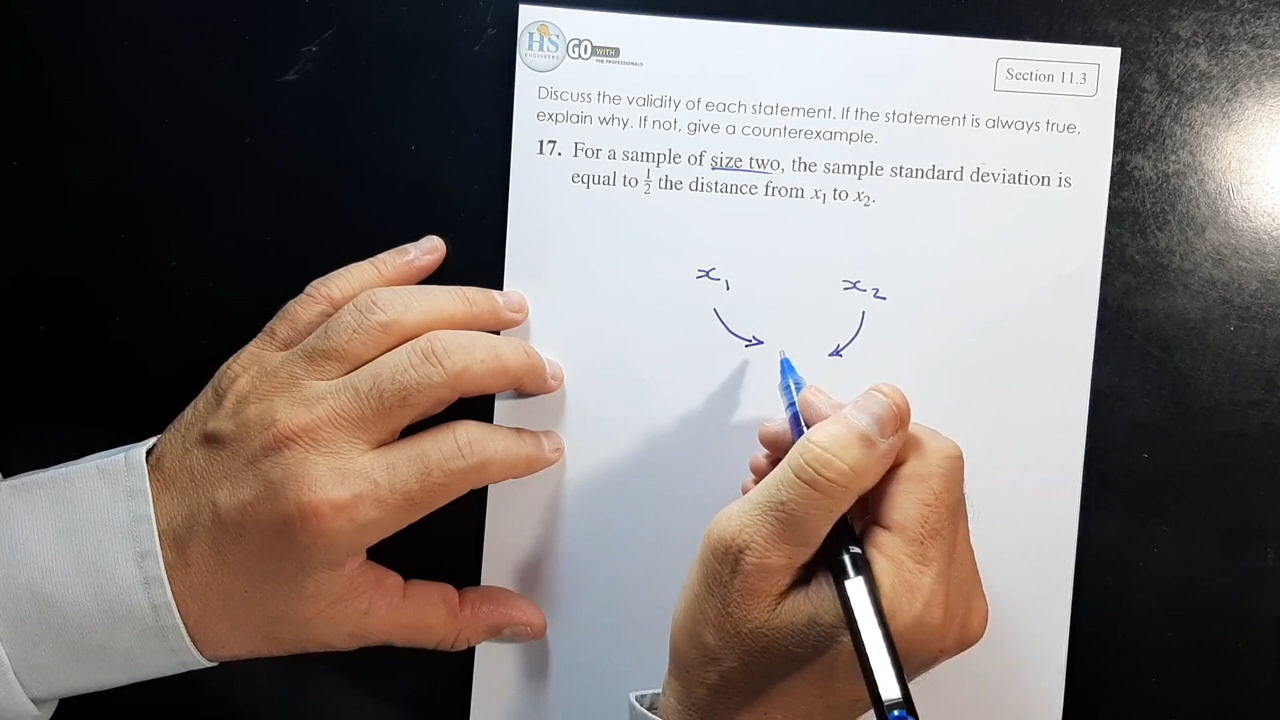 HS
ENGINEERS
GO WITH
THE PROFESSIONALS
Section 11.3
Discuss the validity of each statement. If the statement is always true,
explain why. If not, give a counterexample.
17. For a sample of size two, the sample standard deviation is
equal to ½ the distance from x₁ to x₂.
x₁ x₂